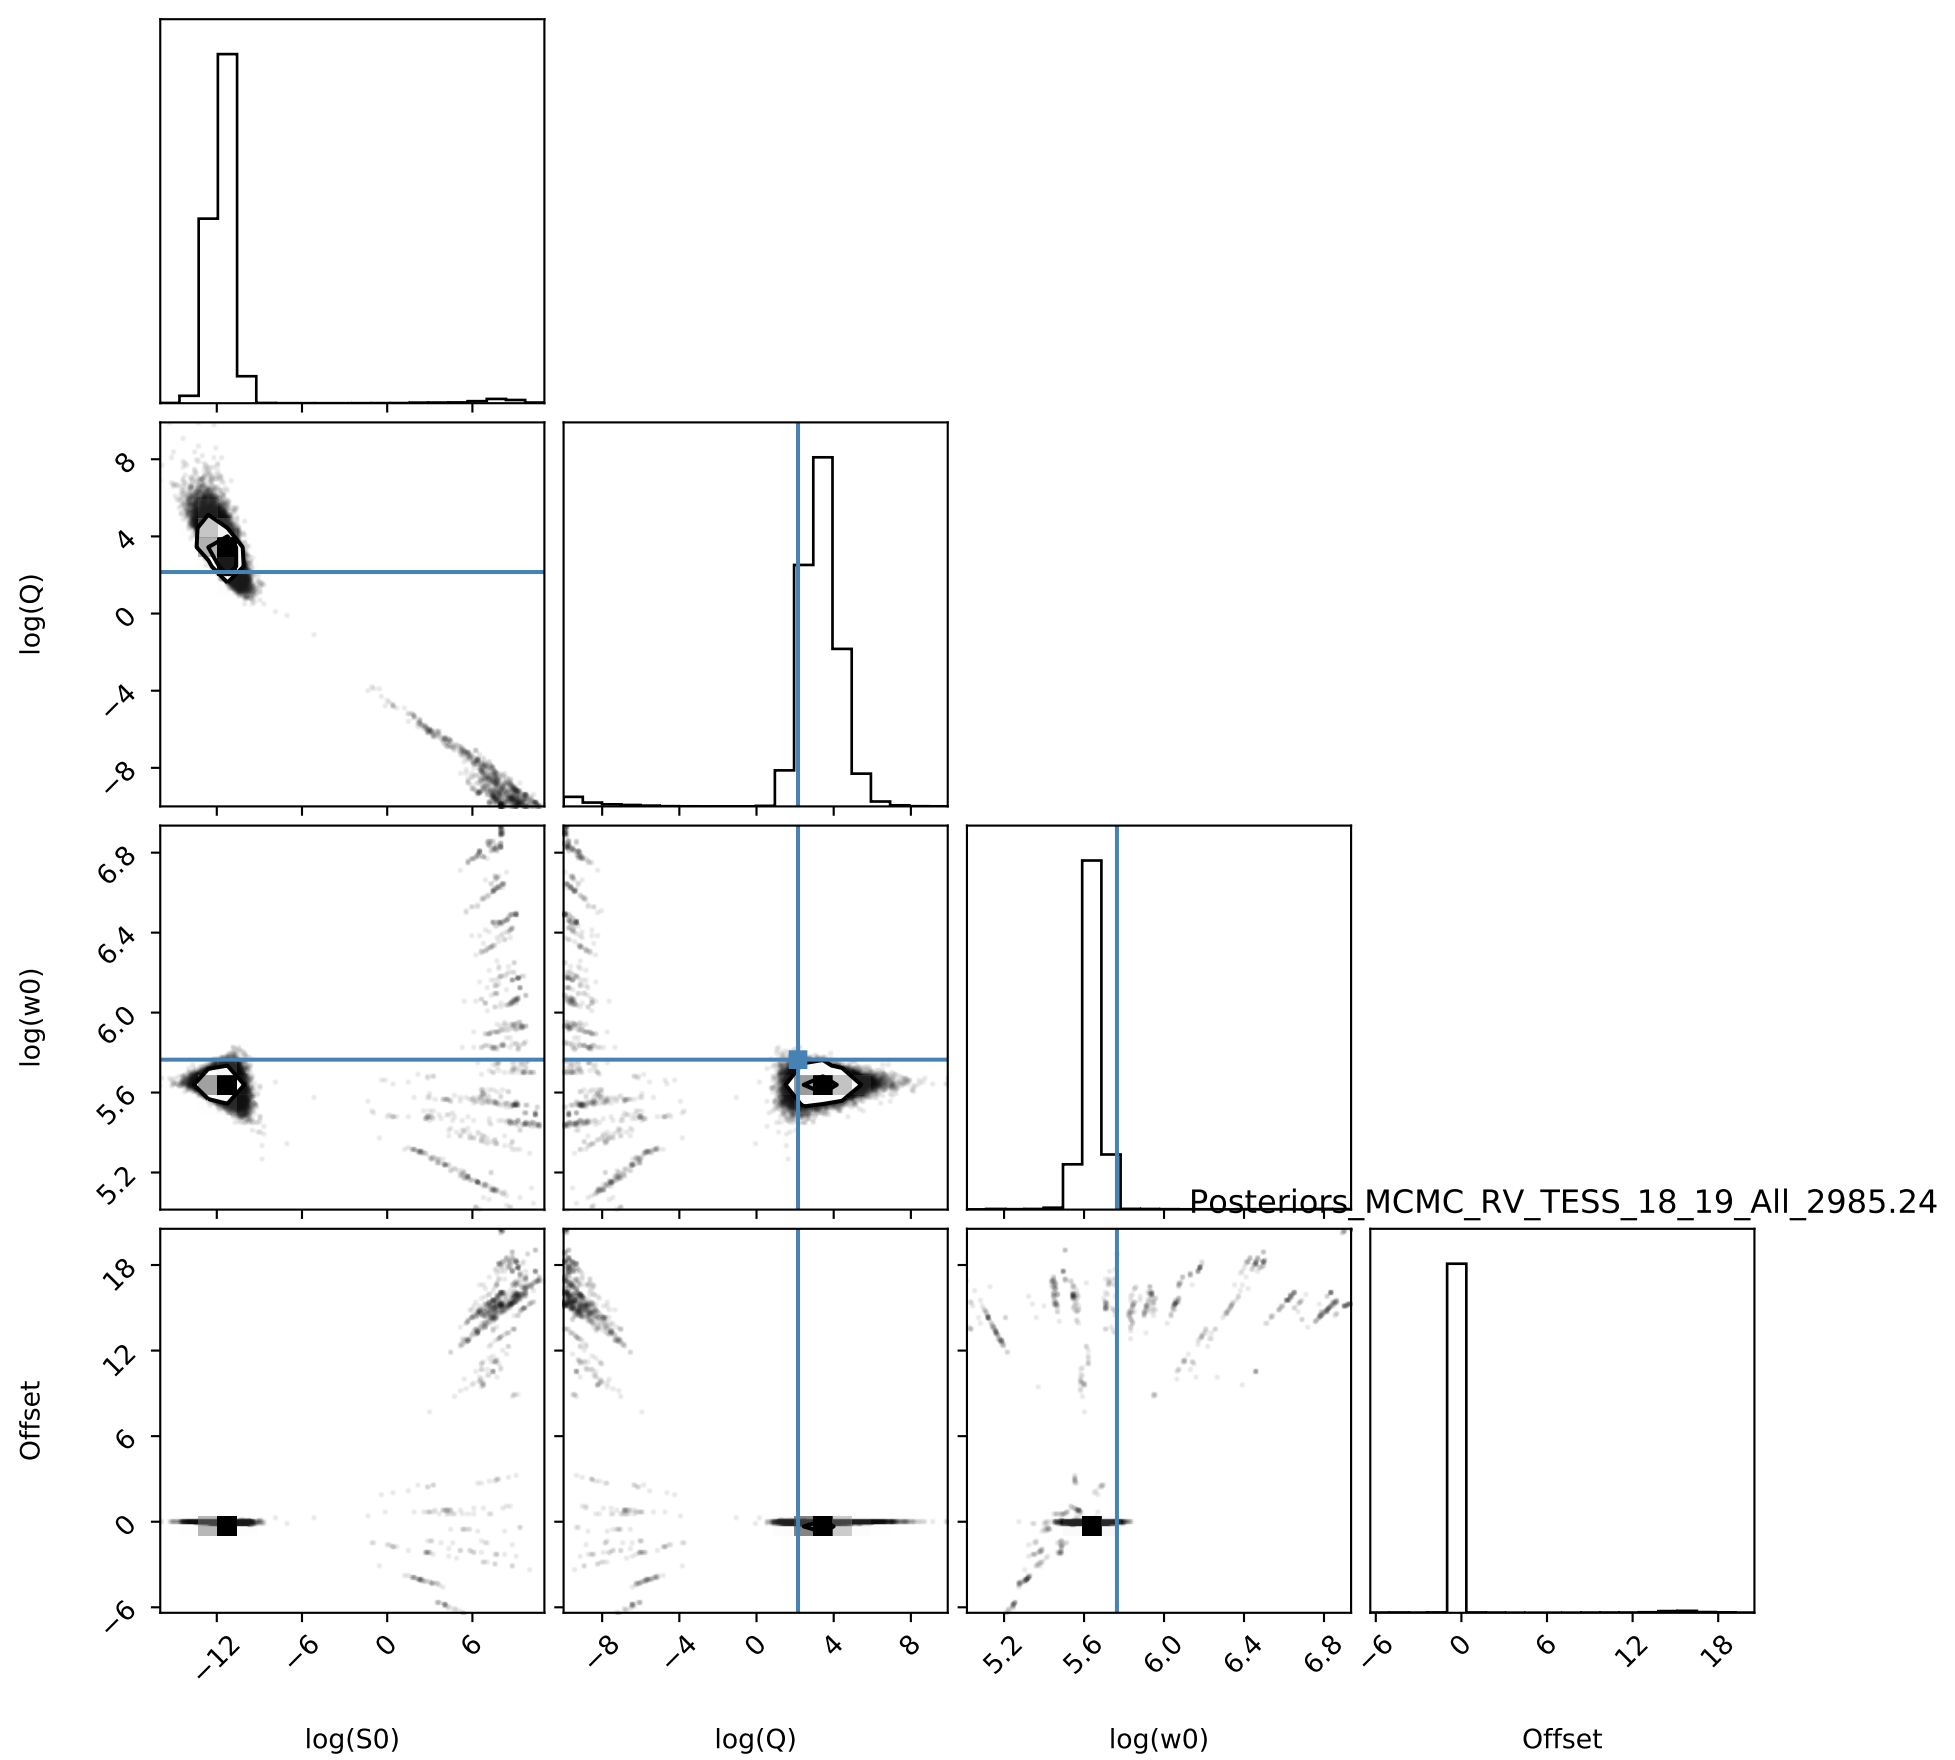 8
4
0
−4
−8
log(Q)
6.8
6.4
6.0
5.6
5.2
log(w0)
Posteriors_MCMC_RV_TESS_18_19_All_2985.24
18
12
6
0
−6
Offset
−12 −6 0 6
−8 −4 0 4 8
5.2 5.6 6.0 6.4 6.8
−6 0 6 12 18
log(S0)
log(Q)
log(w0)
Offset